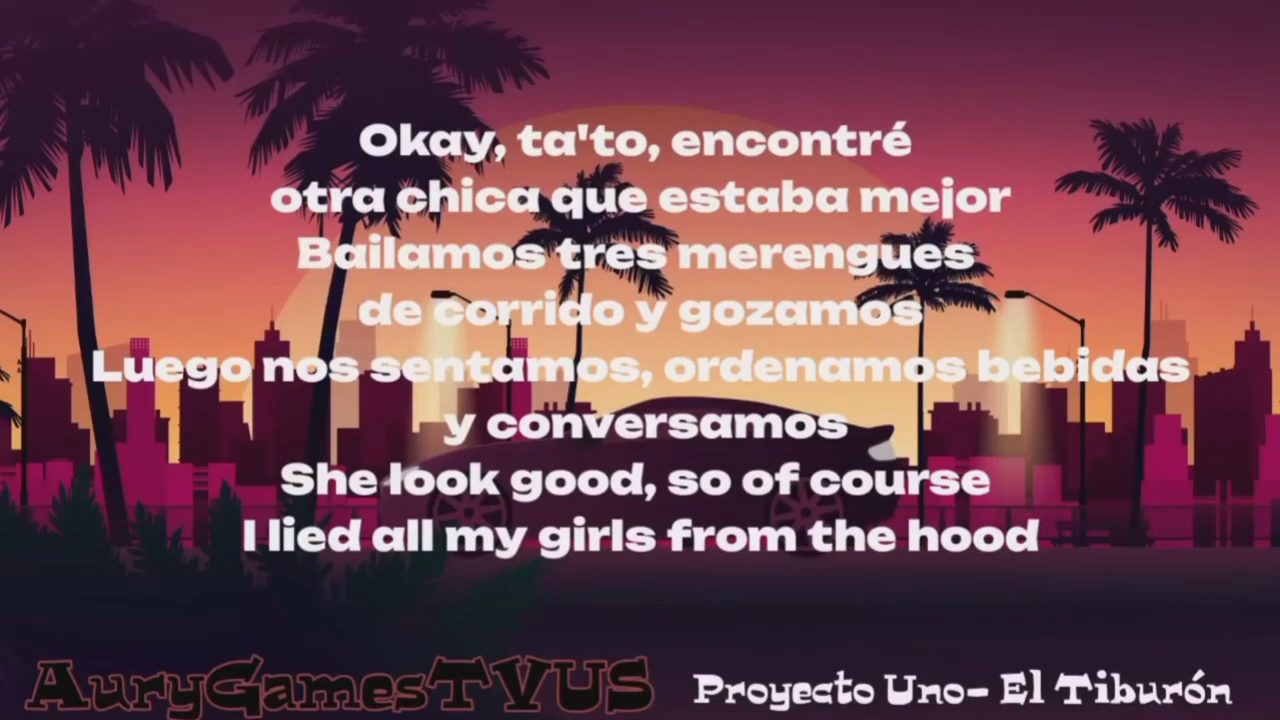 Okay, ta'to, encontré
otra chica que estaba mejor
Bailamos tres merengues
de corrido y gozamos
Luego nos sentamos, ordenamos bebidas
y conversamos
She look good, so of course
I lied all my girls from the hood
AuryGamesTVUS
Proyecto Uno- El Tiburón